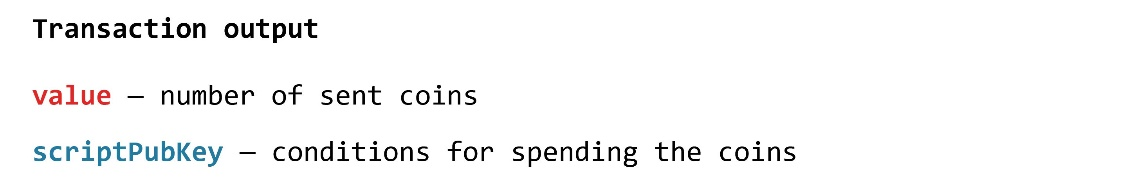 Transaction output
value — number of sent coins
scriptPubKey — conditions for spending the coins